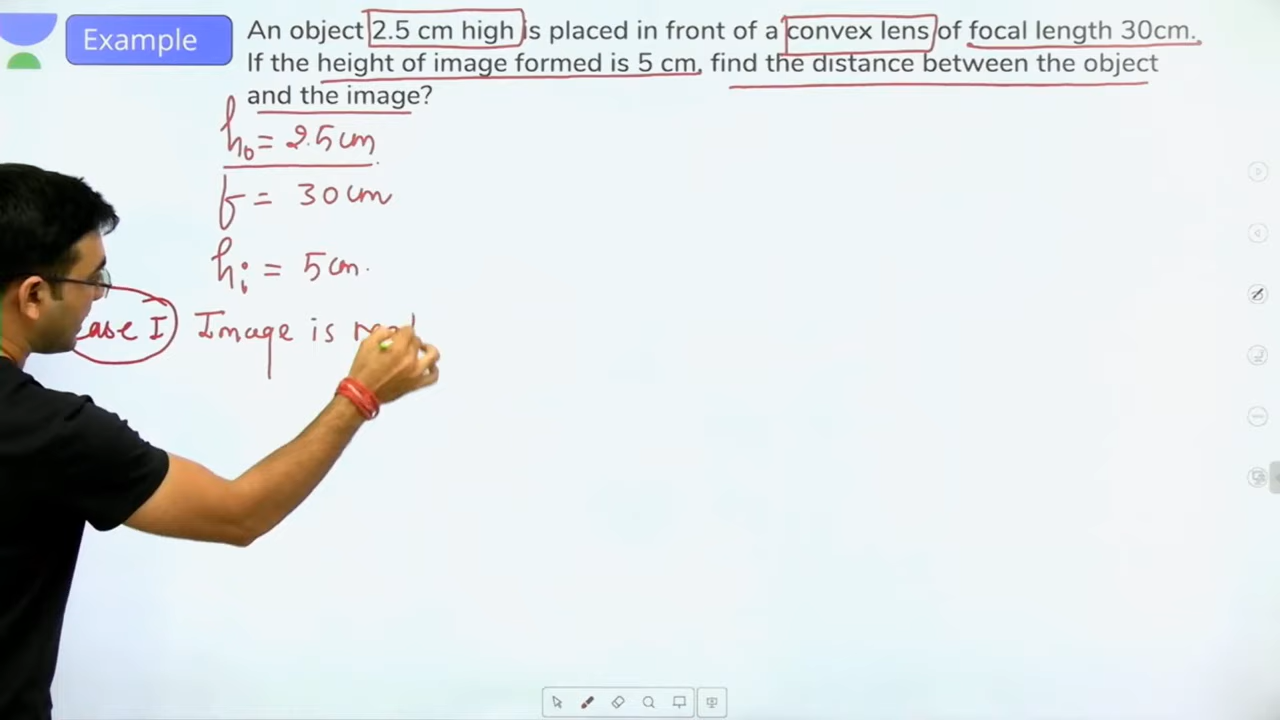 Example
An object 2.5 cm high is placed in front of a convex lens of focal length 30cm.
If the height of image formed is 5 cm, find the distance between the object
and the image?
h₀ = 2.5 cm
f = 30 cm
hᵢ = 5 cm.
Case I Image is real